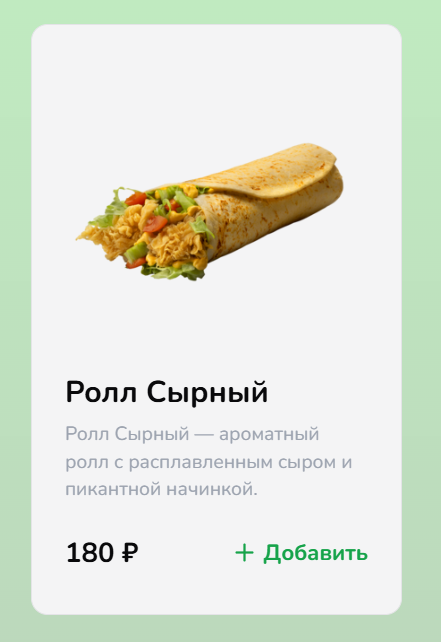 Ролл Сырный
Ролл Сырный — ароматный
ролл с расплавленным сыром и
пикантной начинкой.
180 ₽ + Добавить